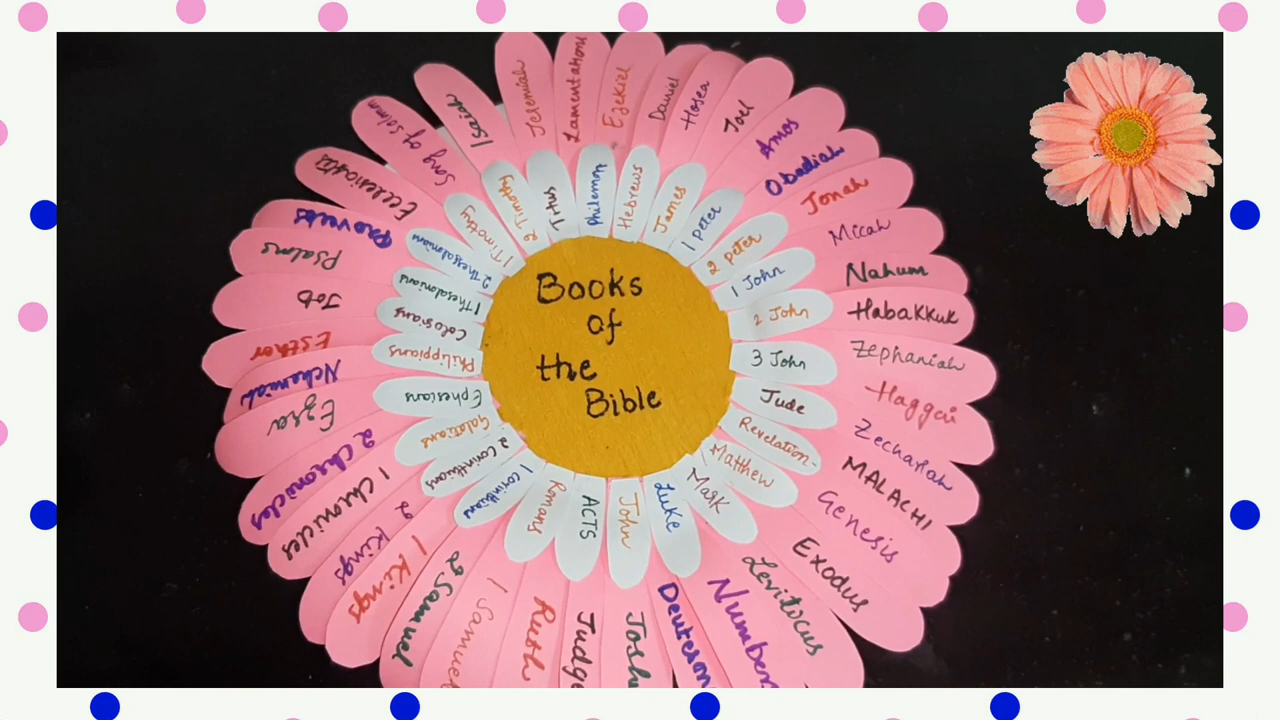 Books
of
the
Bible
Matthew
Mark
Luke
John
ACTS
Romans
1 Corinthians
2 Corinthians
Galatians
Ephesians
Philippians
Colosians
1 Thesalonians
2 Thessalonians
1 Timothy
2 Timothy
Titus
Philemon
Hebrews
James
1 Peter
2 Peter
1 John
2 John
3 John
Jude
Revelation-
Genesis
Exodus
Leviticus
Numbers
Deuteron
Joshu
Judge
Ruth
1 Samuel
2 Samuel
1 Kings
2 Kings
1 Chronicles
2 Chronicles
Ezra
Nehemiah
Esther
Job
Psalms
Proverbs
Song of solmon
Isaiah
Jeremiah
Lamentations
Ezekiel
Daniel
Hosea
Joel
Amos
Obadiah
Jonah
Micah
Nahum
Habakkuk
Zephaniah
Haggai
Zechariah
MALACHI